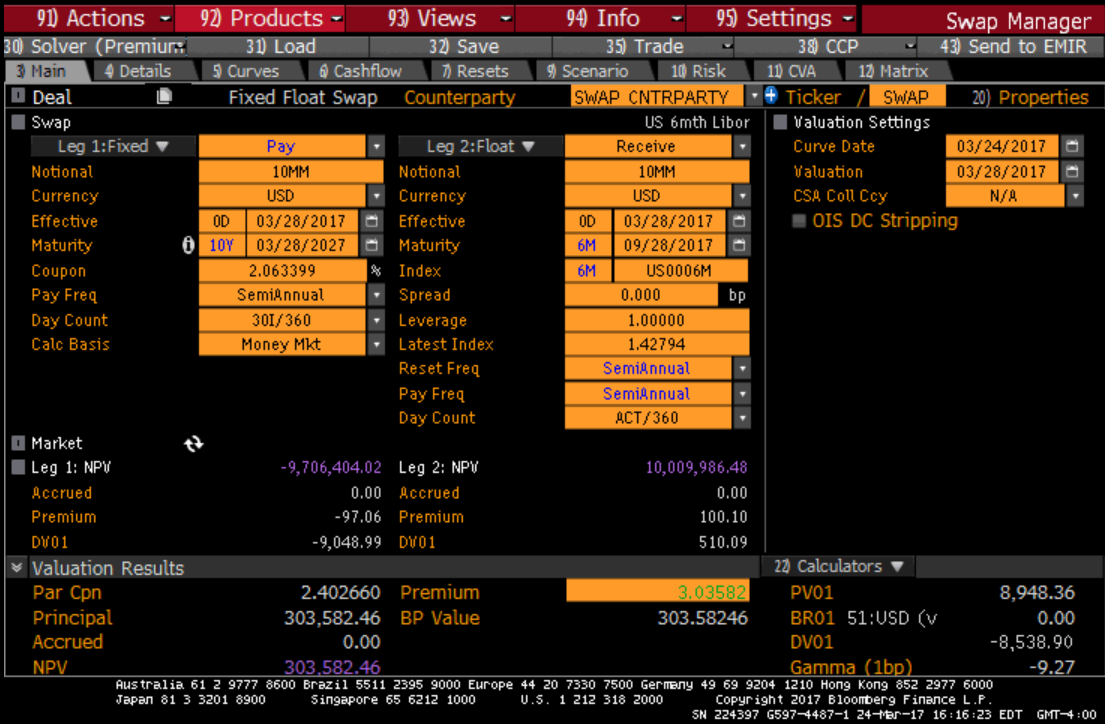 91) Actions 92) Products 93) Views 94) Info 95) Settings Swap Manager
30) Solver (Premium 31) Load 32) Save 35) Trade 38) CCP 43) Send to EMIR
3) Main 4) Details 5) Curves 6) Cashflow 7) Resets 9) Scenario 10) Risk 11) CVA 12) Matrix
Deal Fixed Float Swap Counterparty SWAP CNTRPARTY Ticker / SWAP 20) Properties
Swap US 6mth Libor Valuation Settings
Leg 1:Fixed Pay Leg 2:Float Receive Curve Date 03/24/2017
Notional 10MM Notional 10MM Valuation 03/28/2017
Currency USD Currency USD CSA Coll Ccy N/A
Effective 0D 03/28/2017 Effective 0D 03/28/2017 OIS DC Stripping
Maturity 10Y 03/28/2027 Maturity 6M 09/28/2017
Coupon 2.063399 % Index 6M US0006M
Pay Freq SemiAnnual Spread 0.000 bp
Day Count 30I/360 Leverage 1.00000
Calc Basis Money Mkt Latest Index 1.42794
Reset Freq SemiAnnual
Pay Freq SemiAnnual
Day Count ACT/360
Market
Leg 1: NPV -9,706,404.02 Leg 2: NPV 10,009,986.48
Accrued 0.00 Accrued 0.00
Premium -97.06 Premium 100.10
DV01 -9,048.99 DV01 510.09
Valuation Results 22) Calculators
Par Cpn 2.402660 Premium 3.03582 PV01 8,948.36
Principal 303,582.46 BP Value 303.58246 BR01 51:USD (v 0.00
Accrued 0.00 DV01 -8,538.90
NPV 303,582.46 Gamma (1bp) -9.27
Australia 61 2 9777 8600 Brazil 5511 2395 9000 Europe 44 20 7330 7500 Germany 49 69 9204 1210 Hong Kong 852 2977 6000
Japan 81 3 3201 8900 Singapore 65 6212 1000 U.S. 1 212 318 2000 Copyright 2017 Bloomberg Finance L.P.
SN 224397 G597-4487-1 24-Mar-17 16:16:23 EDT GMT-4:00